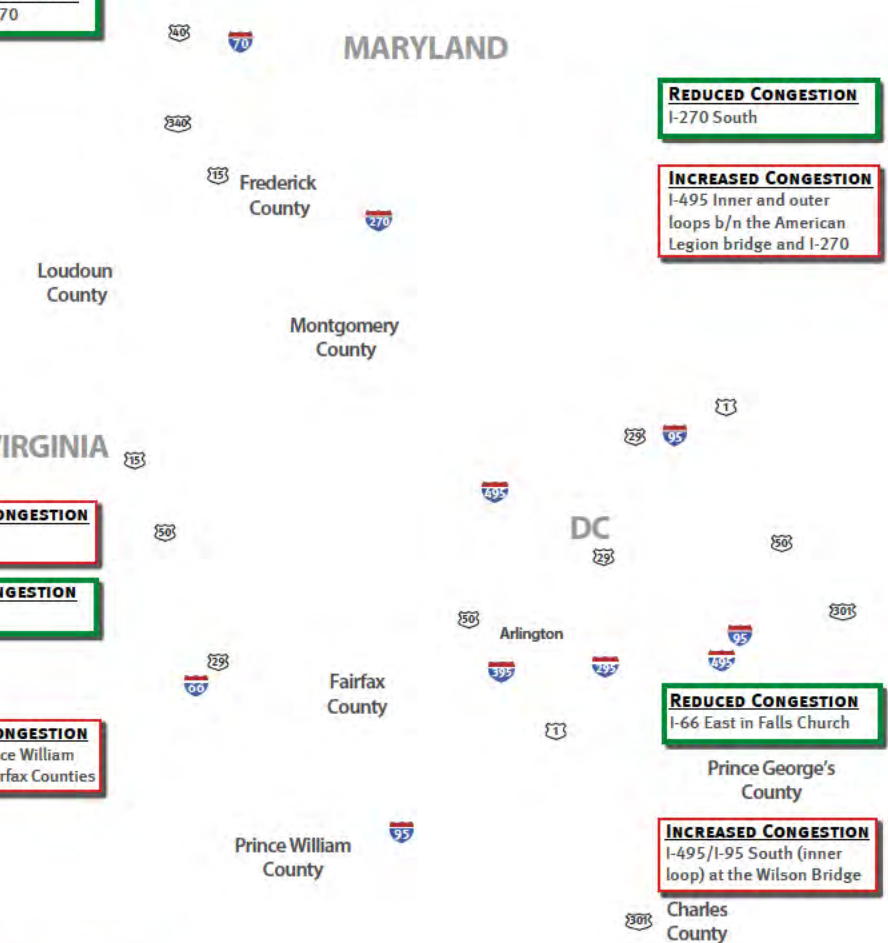 70
40
70
MARYLAND
REDUCED CONGESTION
I-270 South
340
INCREASED CONGESTION
I-495 Inner and outer
loops b/n the American
Legion bridge and I-270
15
Frederick
County
270
Loudoun
County
Montgomery
County
1
29
95
VIRGINIA
15
495
ONGESTION
50
DC
29
50
NGESTION
301
50
Arlington
95
29
66
395
295
495
Fairfax
County
REDUCED CONGESTION
I-66 East in Falls Church
1
ONGESTION
ce William
rfax Counties
Prince George's
County
95
Prince William
County
INCREASED CONGESTION
I-495/I-95 South (inner
loop) at the Wilson Bridge
301
Charles
County